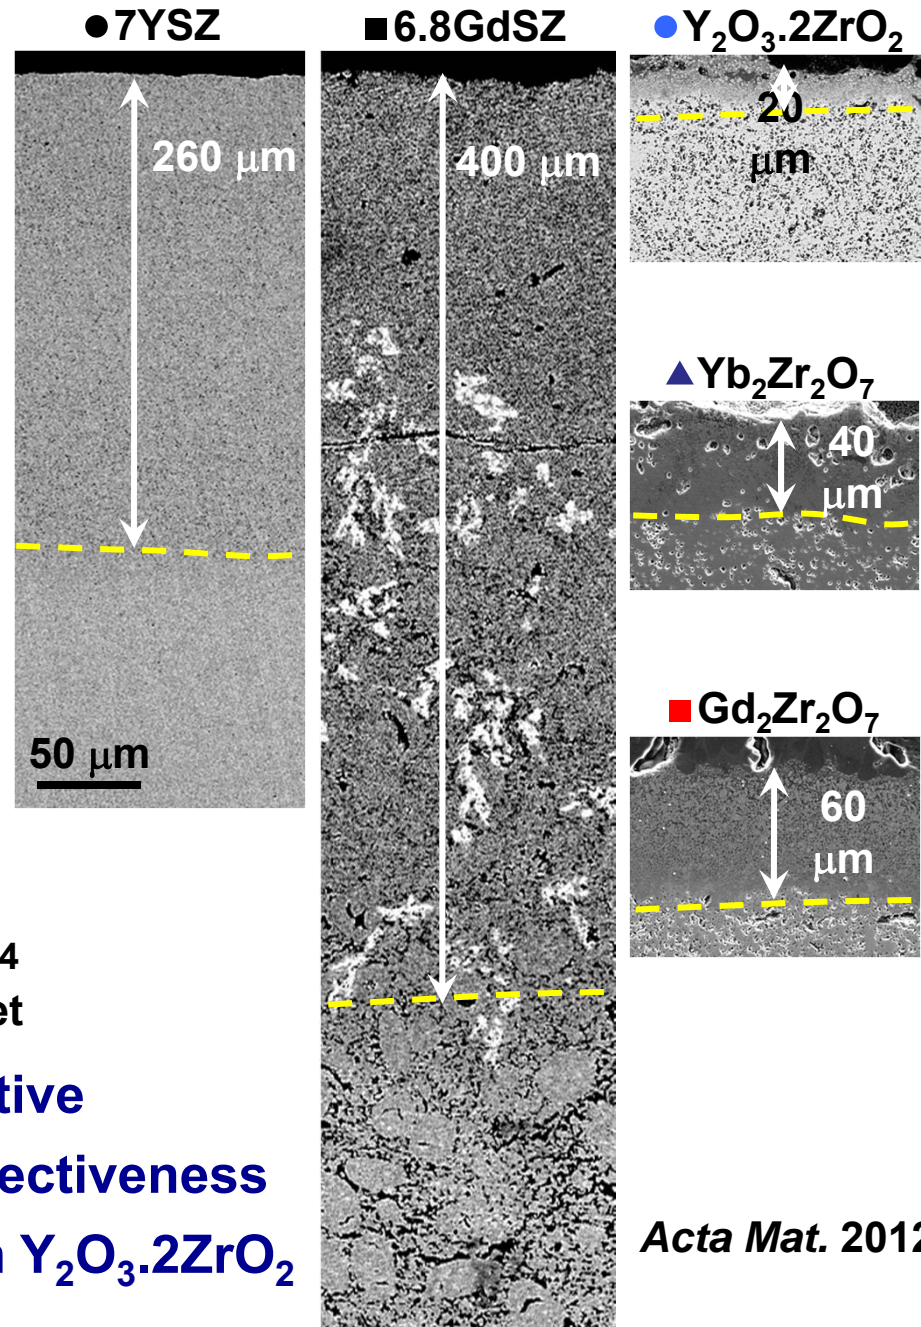 ● 7YSZ
■ 6.8GdSZ
● Y₂O₃.2ZrO₂
260 μm
400 μm
20
μm
▲ Yb₂Zr₂O₇
40
μm
■ Gd₂Zr₂O₇
60
μm
50 μm
4
et
tive
ectiveness
Y₂O₃.2ZrO₂
Acta Mat. 2012